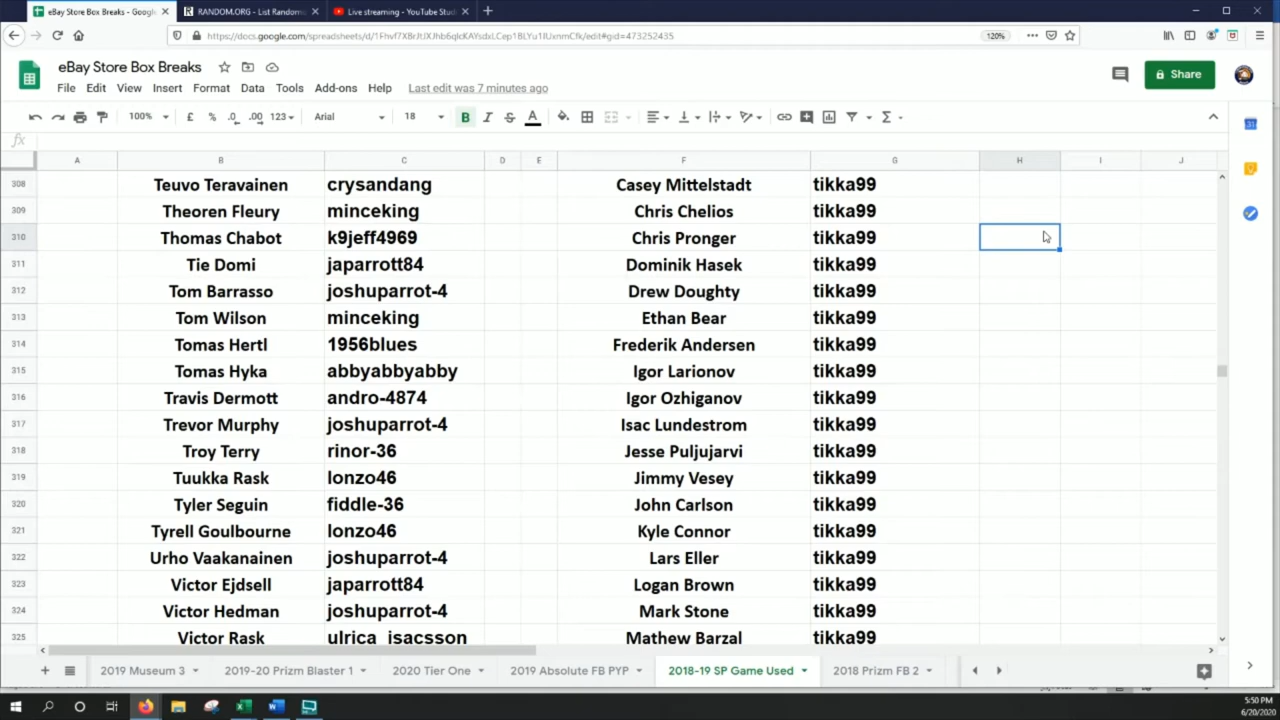 eBay Store Box Breaks - Google
RANDOM.ORG - List Randomi
Live streaming - YouTube Studi
https://docs.google.com/spreadsheets/d/
120%
eBay Store Box Breaks
Share
File Edit View Insert Format Data Tools Add-ons Help Last edit was 7 minutes ago
100% £ % .0 .00 123 Arial 18 B I S A
fx
A B C D E F G H I J
308 Teuvo Teravainen crysandang Casey Mittelstadt tikka99
309 Theoren Fleury minceking Chris Chelios tikka99
310 Thomas Chabot k9jeff4969 Chris Pronger tikka99
311 Tie Domi japarrott84 Dominik Hasek tikka99
312 Tom Barrasso joshuparrot-4 Drew Doughty tikka99
313 Tom Wilson minceking Ethan Bear tikka99
314 Tomas Hertl 1956blues Frederik Andersen tikka99
315 Tomas Hyka abbyabbyabby Igor Larionov tikka99
316 Travis Dermott andro-4874 Igor Ozhiganov tikka99
317 Trevor Murphy joshuparrot-4 Isac Lundestrom tikka99
318 Troy Terry rinor-36 Jesse Puljujarvi tikka99
319 Tuukka Rask lonzo46 Jimmy Vesey tikka99
320 Tyler Seguin fiddle-36 John Carlson tikka99
321 Tyrell Goulbourne lonzo46 Kyle Connor tikka99
322 Urho Vaakanainen joshuparrot-4 Lars Eller tikka99
323 Victor Ejdsell japarrott84 Logan Brown tikka99
324 Victor Hedman joshuparrot-4 Mark Stone tikka99
325 Victor Rask ulrica_isacsson Mathew Barzal tikka99
2019 Museum 3 2019-20 Prizm Blaster 1 2020 Tier One 2019 Absolute FB PYP 2018-19 SP Game Used 2018 Prizm FB 2
5:50 PM
6/20/2020